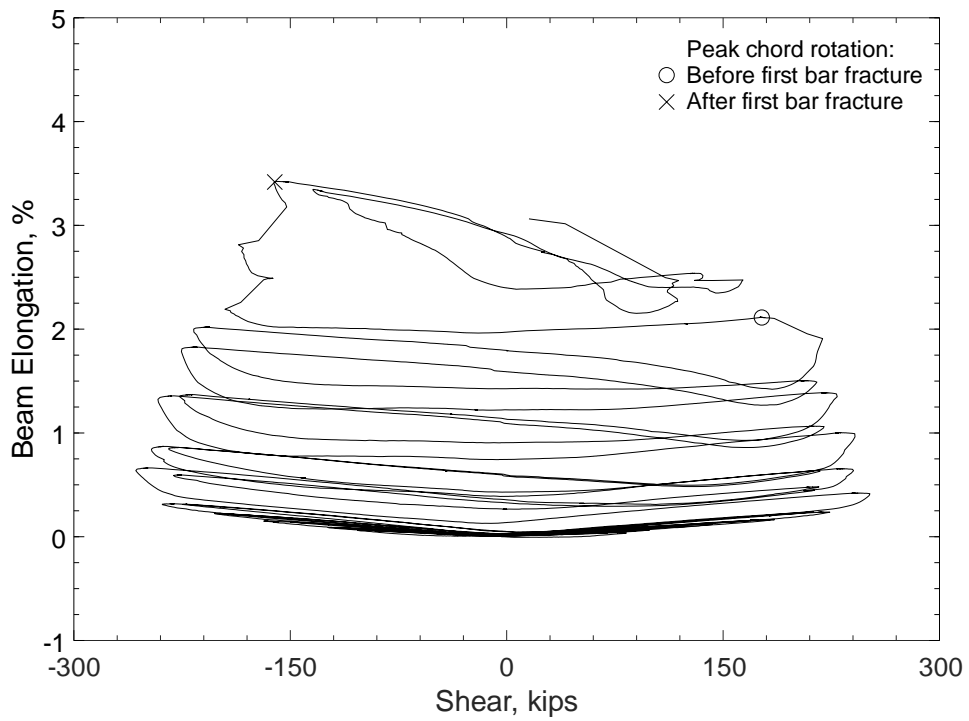 5
Peak chord rotation:
Before first bar fracture
After first bar fracture
4
3
2
1
0
-1
Beam Elongation, %
-300
-150
0
150
300
Shear, kips